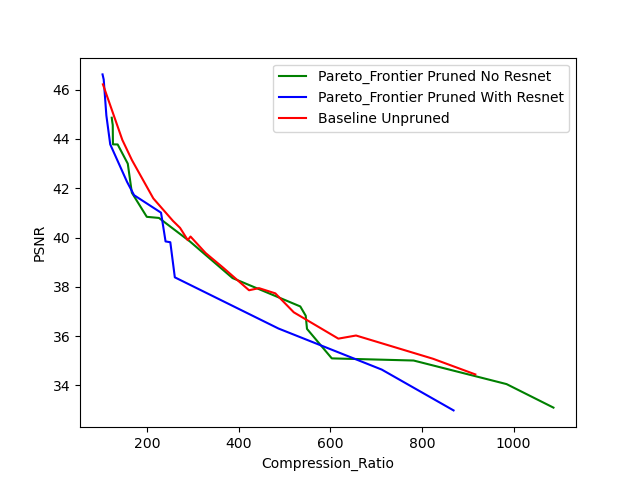 Pareto_Frontier Pruned No Resnet
Pareto_Frontier Pruned With Resnet
Baseline Unpruned
46
44
42
40
38
36
34
PSNR
200 400 600 800 1000
Compression_Ratio